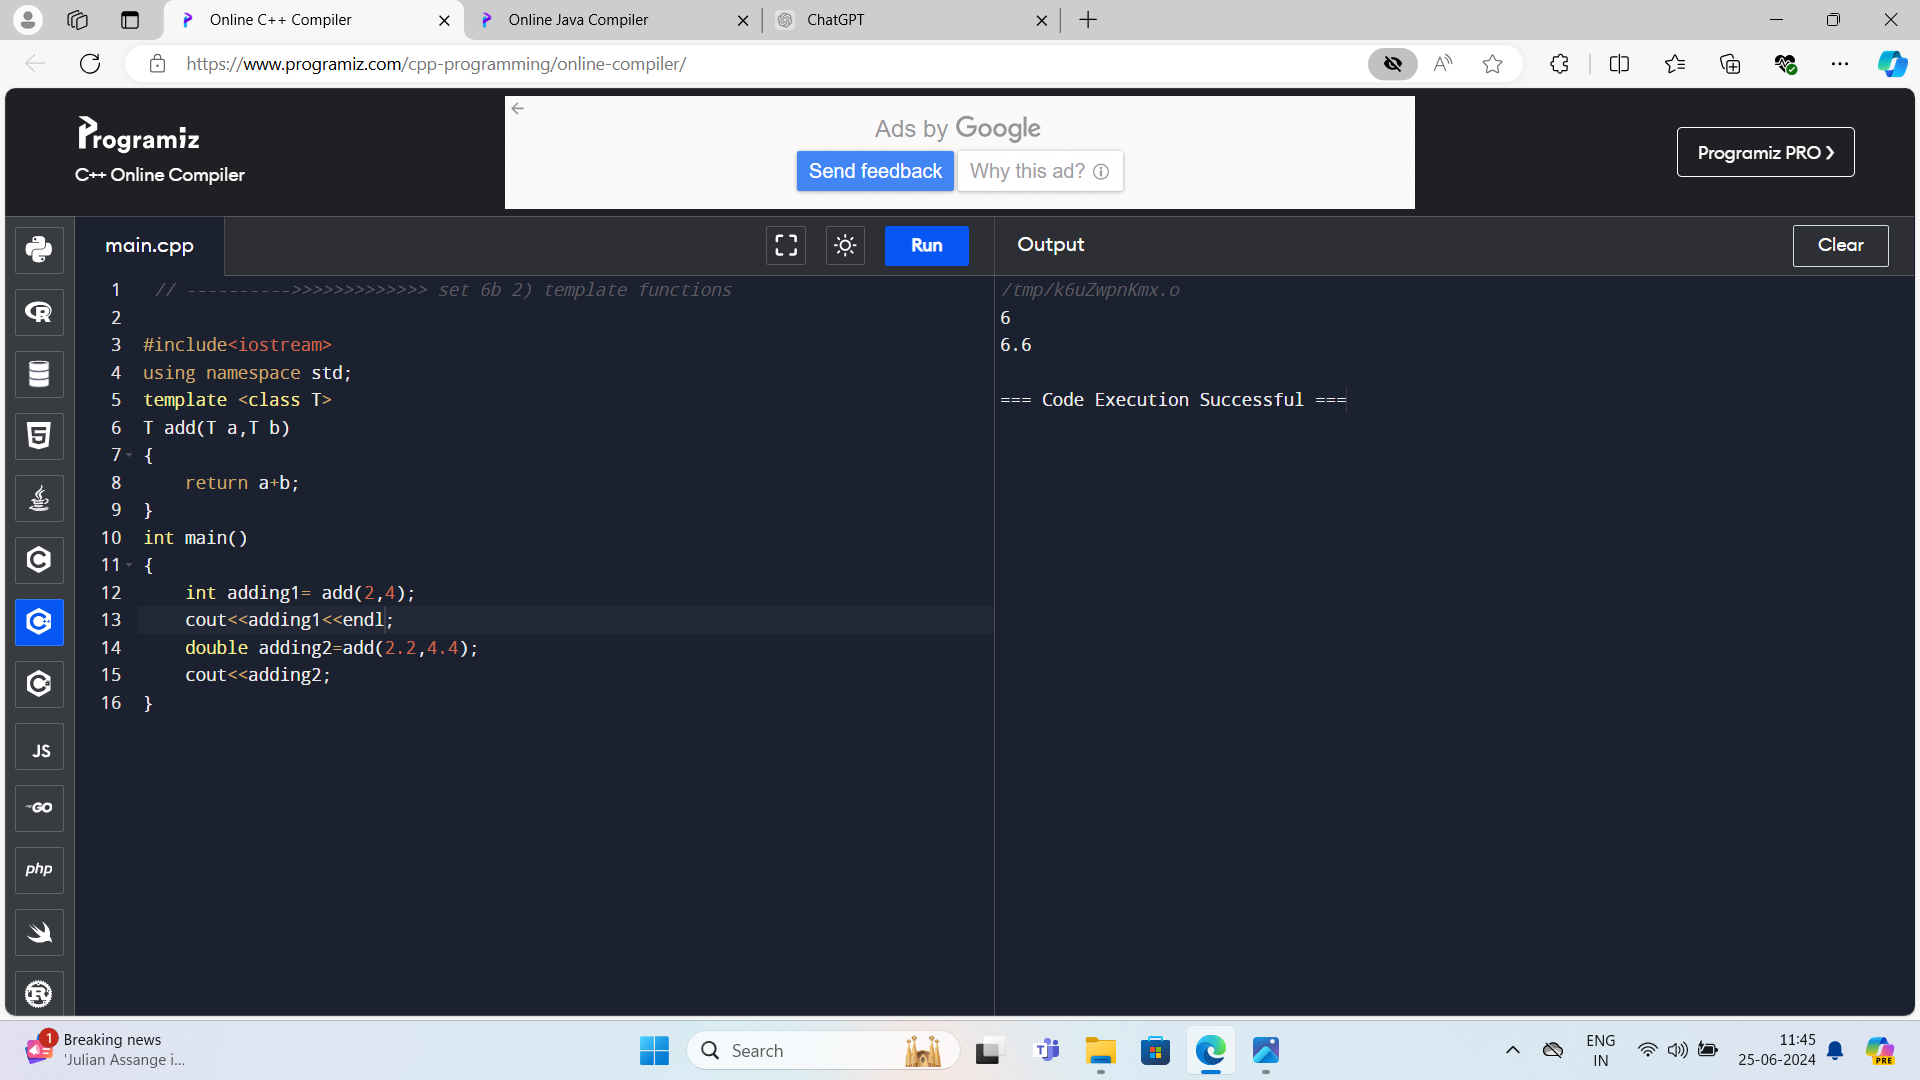 Online C++ Compiler
Online Java Compiler
ChatGPT
https://www.programiz.com/cpp-programming/online-compiler/
Programiz
C++ Online Compiler
Ads by Google
Send feedback
Why this ad?
Programiz PRO ❯
main.cpp
Run
Output
Clear
1 // ---------->>>>>>>>>>>>> set 6b 2) template functions
2
3 #include<iostream>
4 using namespace std;
5 template <class T>
6 T add(T a,T b)
7 {
8 return a+b;
9 }
10 int main()
11 {
12 int adding1= add(2,4);
13 cout<<adding1<<endl;
14 double adding2=add(2.2,4.4);
15 cout<<adding2;
16 }
/tmp/k6uZwpnKmx.o
6
6.6
=== Code Execution Successful ===
JS
GO
php
1
Breaking news
'Julian Assange i...
Search
ENG
IN
11:45
25-06-2024
PRE